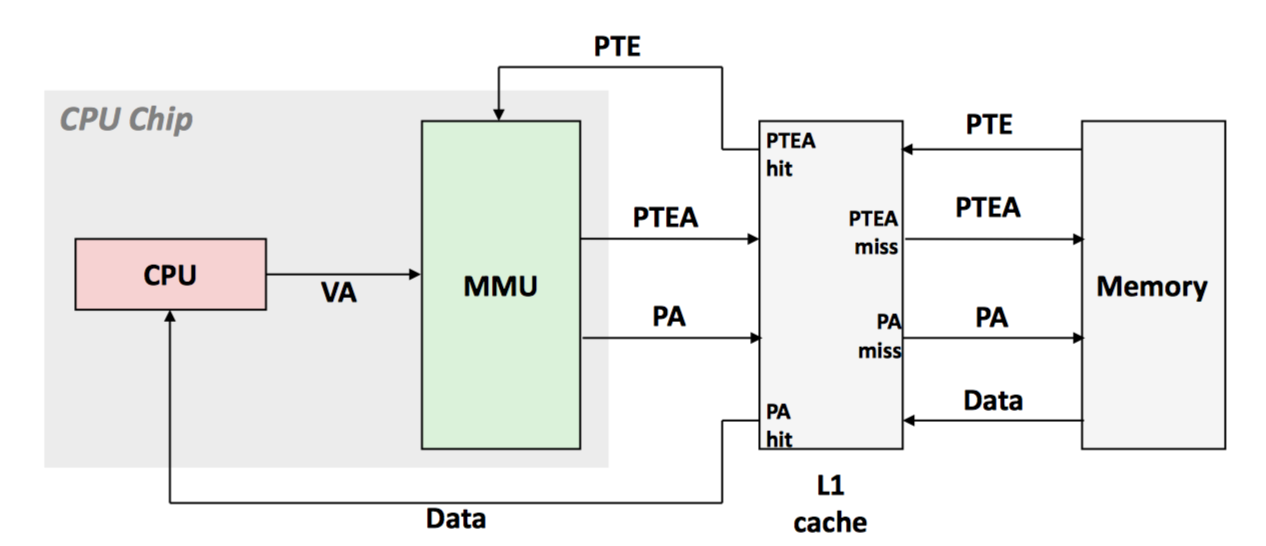 PTE
CPU Chip
PTEA
hit
PTE
PTEA
PTEA
miss
PTEA
CPU
VA
MMU
Memory
PA
PA
miss
PA
PA
hit
Data
L1
cache
Data